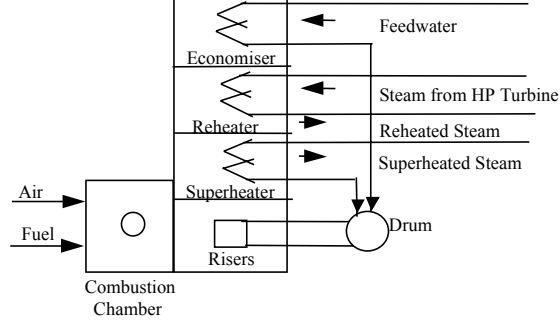 Feedwater
Economiser
Steam from HP Turbine
Reheater
Reheated Steam
Superheated Steam
Air
Superheater
Fuel
Drum
Risers
Combustion
Chamber